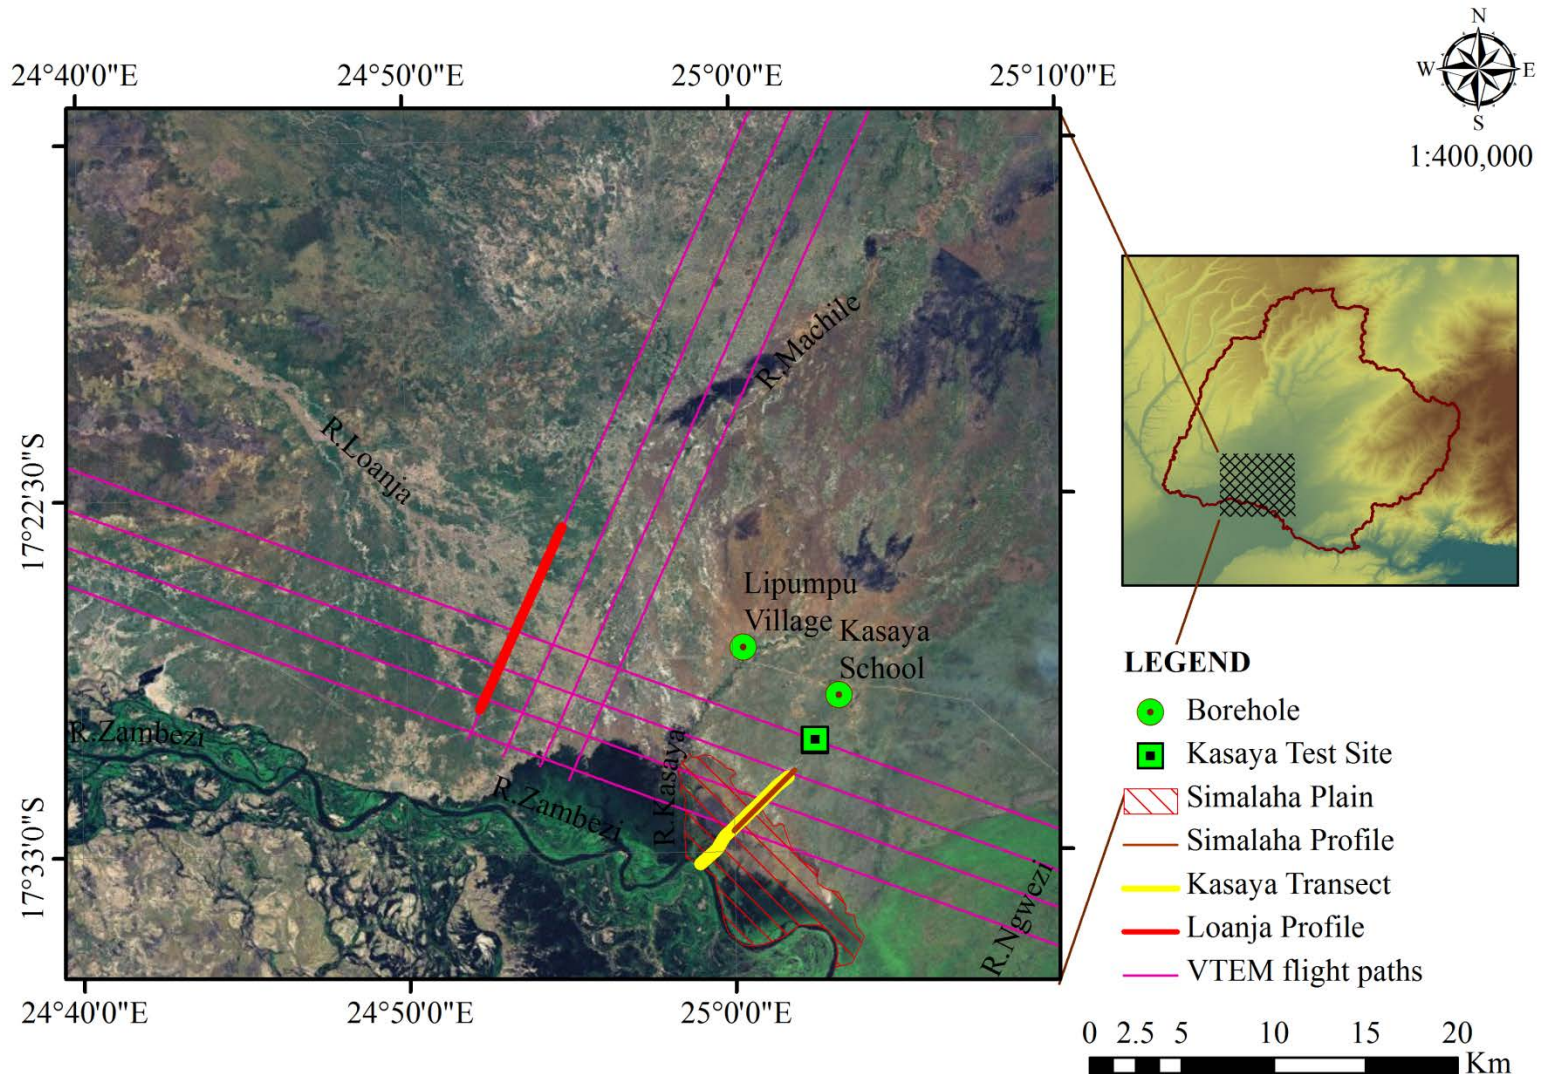 N
W E
S
1:400,000
24°40'0"E 24°50'0"E 25°0'0"E 25°10'0"E
17°22'30"S
17°33'0"S
R.Machile
R.Loanja
Lipumpu
Village
Kasaya
School
R.Zambezi
R.Kasaya
R.Zambezi
R.Ngwezi
24°40'0"E 24°50'0"E 25°0'0"E
LEGEND
Borehole
Kasaya Test Site
Simalaha Plain
Simalaha Profile
Kasaya Transect
Loanja Profile
VTEM flight paths
0 2.5 5 10 15 20
Km